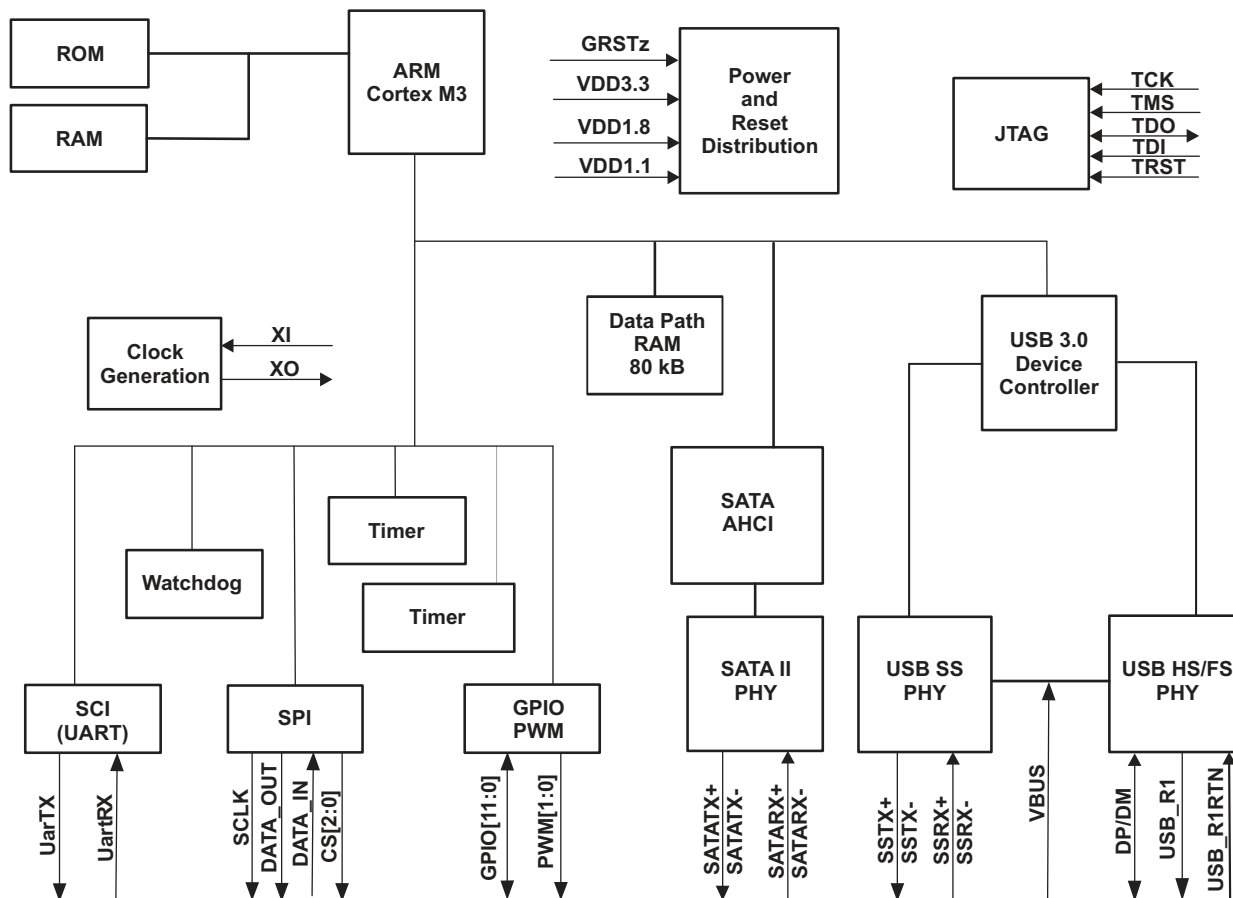 ROM
RAM
ARM
Cortex M3
GRSTz
VDD3.3
VDD1.8
VDD1.1
Power
and
Reset
Distribution
JTAG
TCK
TMS
TDO
TDI
TRST
Clock
Generation
XI
XO
Data Path
RAM
80 kB
USB 3.0
Device
Controller
SATA
AHCI
Timer
Watchdog
Timer
SCI
(UART)
SPI
GPIO
PWM
SATA II
PHY
USB SS
PHY
USB HS/FS
PHY
UarTX
UartRX
SCLK
DATA_OUT
DATA_IN
CS[2:0]
GPIO[11:0]
PWM[1:0]
SATATX+
SATATX-
SATARX+
SATARX-
SSTX+
SSTX-
SSRX+
SSRX-
VBUS
DP/DM
USB_R1
USB_R1RTN